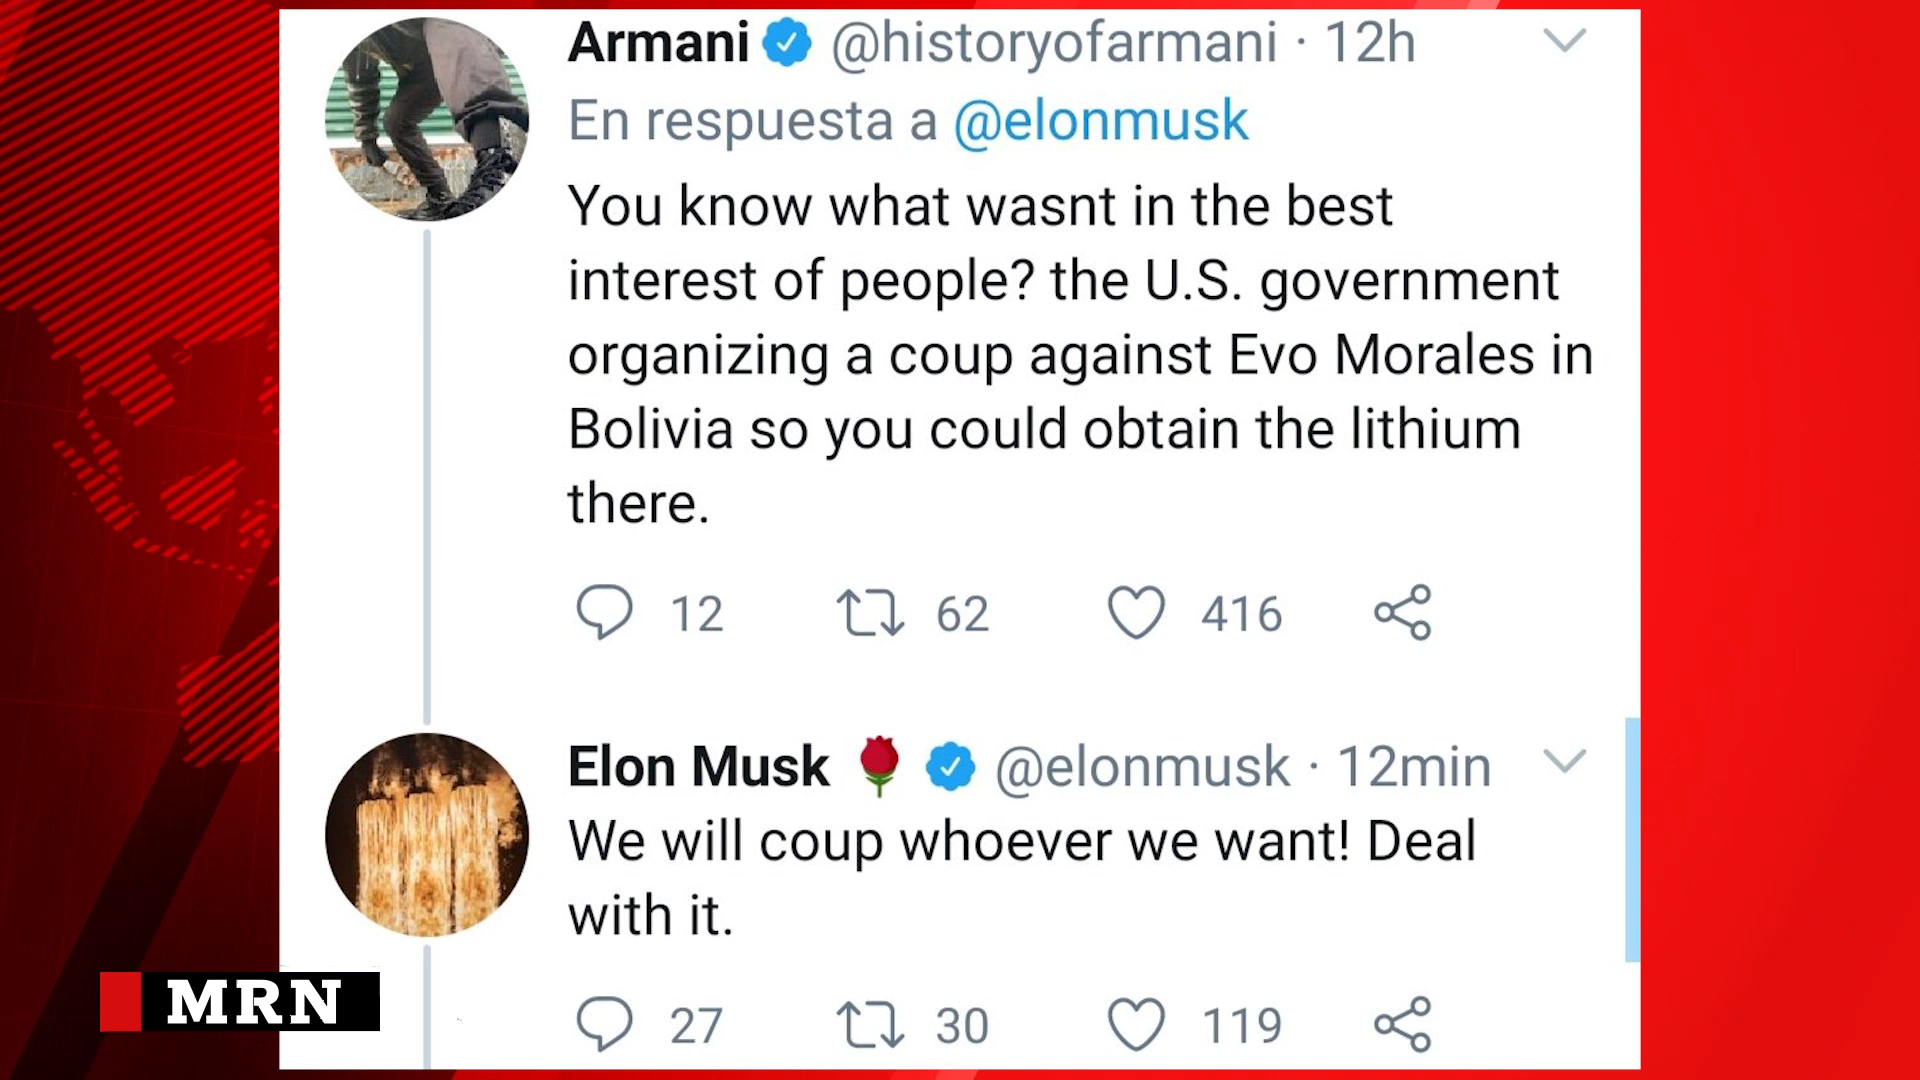 Armani @historyofarmani · 12h
En respuesta a @elonmusk
You know what wasnt in the best
interest of people? the U.S. government
organizing a coup against Evo Morales in
Bolivia so you could obtain the lithium
there.
12 62 416
Elon Musk 🌹 @elonmusk · 12min
We will coup whoever we want! Deal
with it.
27 30 119
MRN